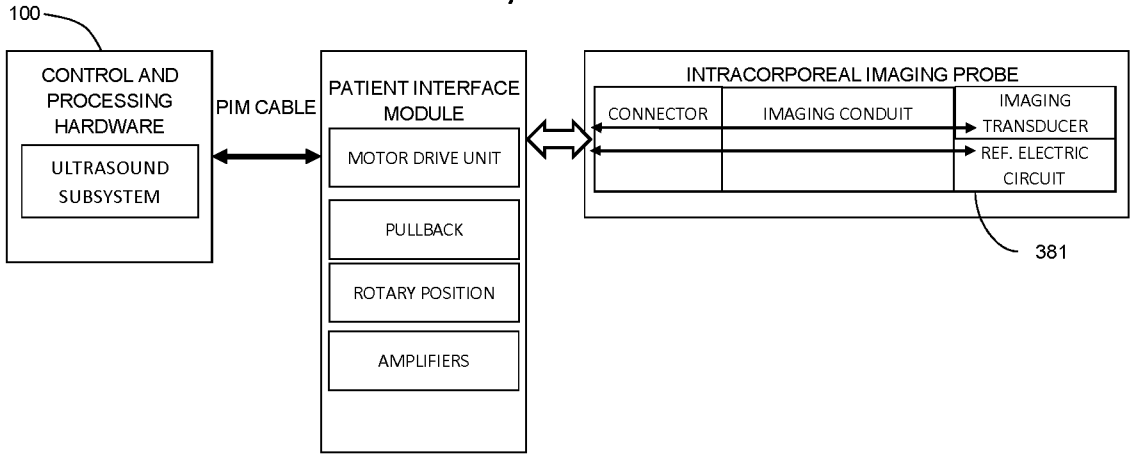 100
CONTROL AND
PROCESSING
HARDWARE
ULTRASOUND
SUBSYSTEM
PIM CABLE
PATIENT INTERFACE
MODULE
MOTOR DRIVE UNIT
PULLBACK
ROTARY POSITION
AMPLIFIERS
INTRACORPOREAL IMAGING PROBE
CONNECTOR
IMAGING CONDUIT
IMAGING
TRANSDUCER
REF. ELECTRIC
CIRCUIT
381